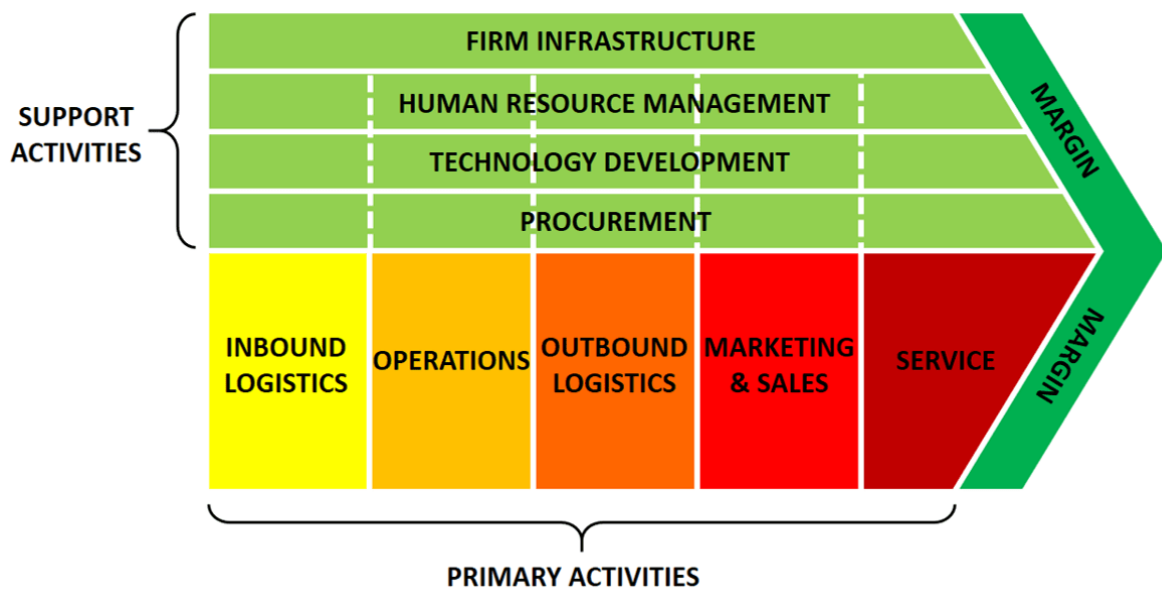 FIRM INFRASTRUCTURE
HUMAN RESOURCE MANAGEMENT
TECHNOLOGY DEVELOPMENT
PROCUREMENT
SUPPORT
ACTIVITIES
MARGIN
INBOUND
LOGISTICS
OPERATIONS
OUTBOUND
LOGISTICS
MARKETING
& SALES
SERVICE
MARGIN
PRIMARY ACTIVITIES